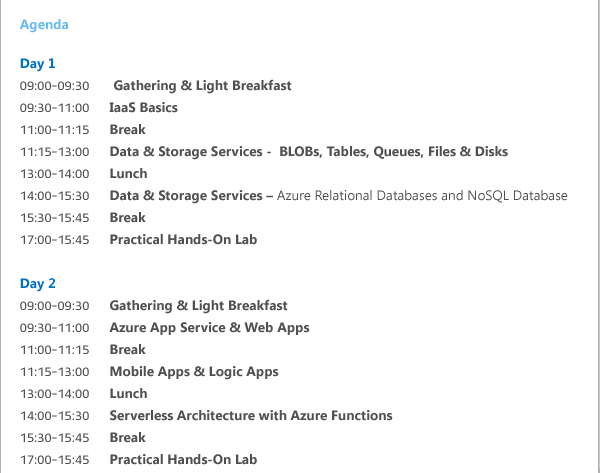 Agenda
Day 1
09:00-09:30 Gathering & Light Breakfast
09:30-11:00 IaaS Basics
11:00-11:15 Break
11:15-13:00 Data & Storage Services - BLOBs, Tables, Queues, Files & Disks
13:00-14:00 Lunch
14:00-15:30 Data & Storage Services – Azure Relational Databases and NoSQL Database
15:30-15:45 Break
17:00-15:45 Practical Hands-On Lab
Day 2
09:00-09:30 Gathering & Light Breakfast
09:30-11:00 Azure App Service & Web Apps
11:00-11:15 Break
11:15-13:00 Mobile Apps & Logic Apps
13:00-14:00 Lunch
14:00-15:30 Serverless Architecture with Azure Functions
15:30-15:45 Break
17:00-15:45 Practical Hands-On Lab